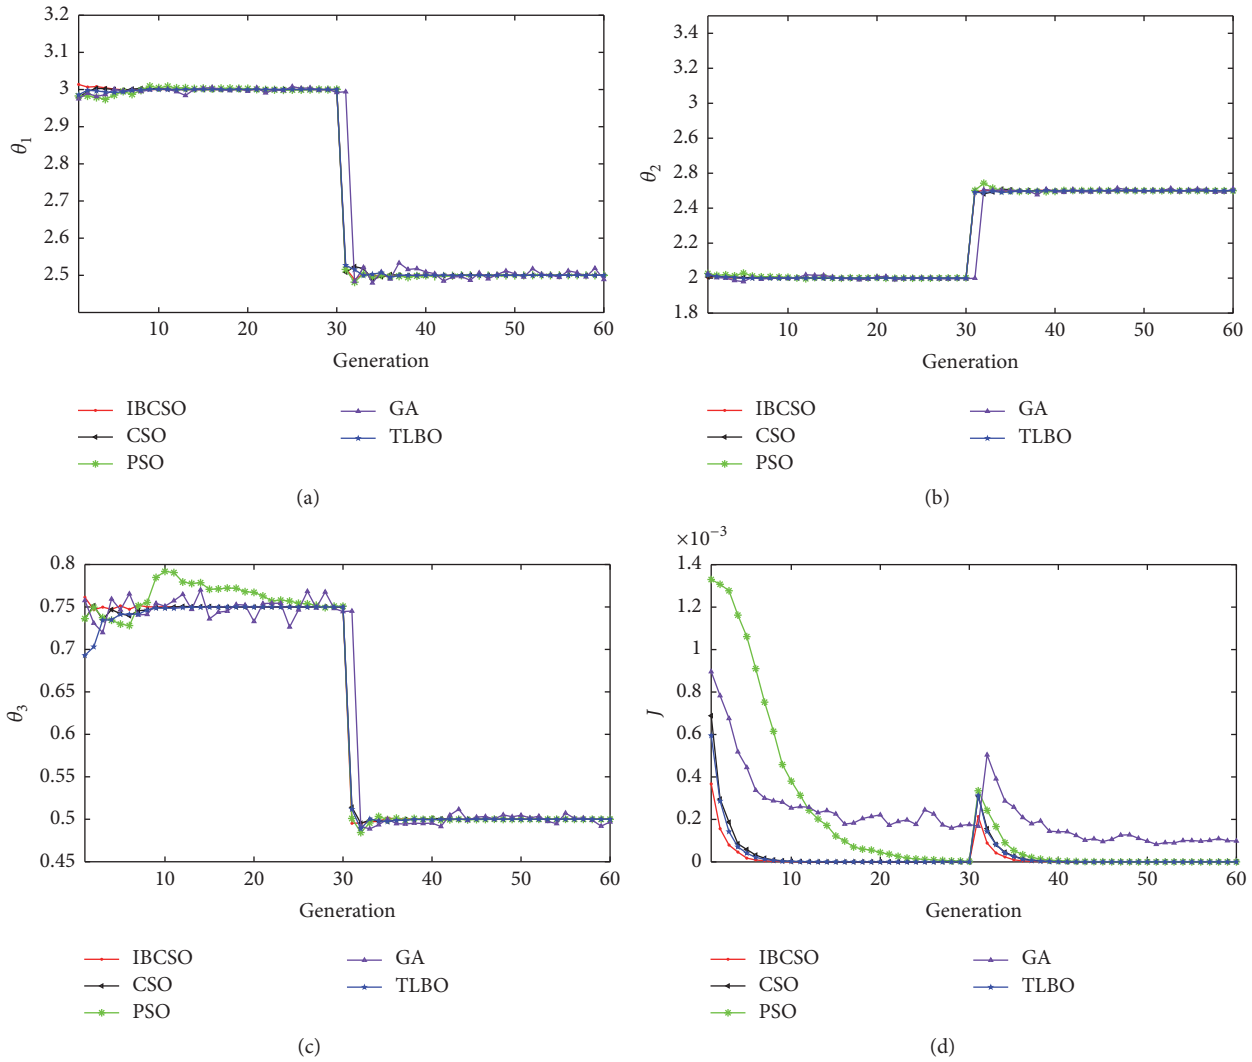 3.2
3.1
3
2.9
2.8
2.7
2.6
2.5
θ1
10 20 30 40 50 60
Generation
IBCSO
CSO
PSO
GA
TLBO
(a)
3.4
3.2
3.2
2.6
2.8
2.4
2.2
2
1.8
θ2
10 20 30 40 50 60
Generation
IBCSO
CSO
PSO
GA
TLBO
(b)
0.8
0.75
0.7
0.65
0.6
0.55
0.5
0.45
θ3
10 20 30 40 50 60
Generation
IBCSO
CSO
PSO
GA
TLBO
(c)
×10−3
1.4
1.2
1
0.8
0.6
0.4
0.2
0
J
10 20 30 40 50 60
Generation
IBCSO
CSO
PSO
GA
TLBO
(d)